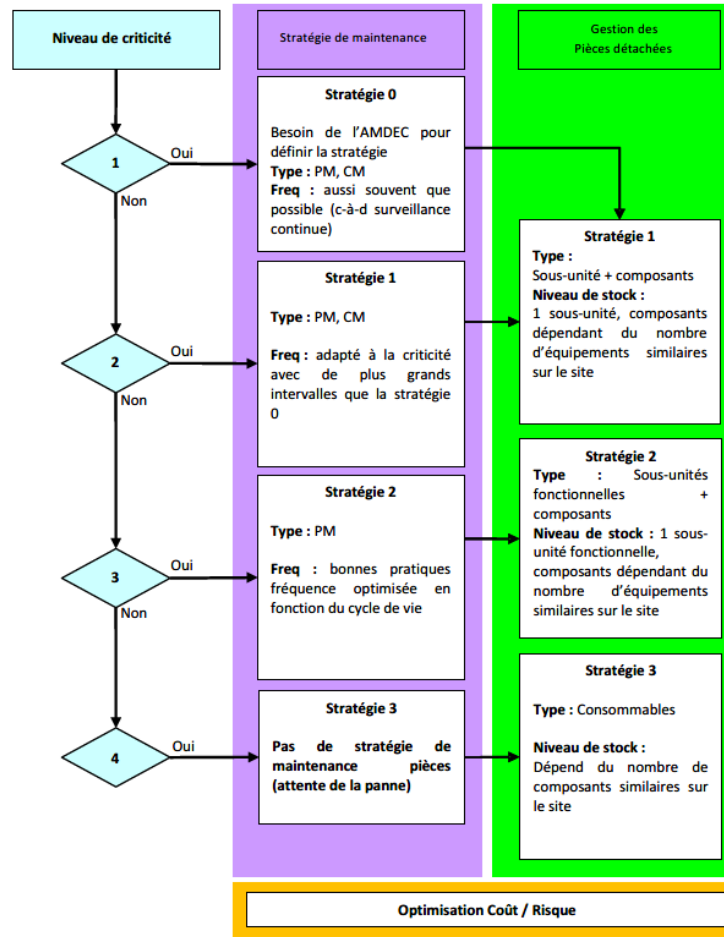 Niveau de criticité
Stratégie de maintenance
Gestion des
Pièces détachées
1
Oui
Non
Stratégie 0
Besoin de l’AMDEC pour
définir la stratégie
Type : PM, CM
Freq : aussi souvent que
possible (c-à-d surveillance
continue)
Stratégie 1
Type :
Sous-unité + composants
Niveau de stock :
1 sous-unité, composants
dépendant du nombre
d’équipements similaires
sur le site
2
Oui
Non
Stratégie 1
Type : PM, CM
Freq : adapté à la criticité
avec de plus grands
intervalles que la stratégie
0
3
Oui
Non
Stratégie 2
Type : PM
Freq : bonnes pratiques
fréquence optimisée en
fonction du cycle de vie
Stratégie 2
Type : Sous-unités
fonctionnelles +
composants
Niveau de stock : 1 sous-
unité fonctionnelle,
composants dépendant du
nombre d’équipements
similaires sur le site
4
Oui
Stratégie 3
Pas de stratégie de
maintenance pièces
(attente de la panne)
Stratégie 3
Type : Consommables
Niveau de stock :
Dépend du nombre de
composants similaires sur
le site
Optimisation Coût / Risque